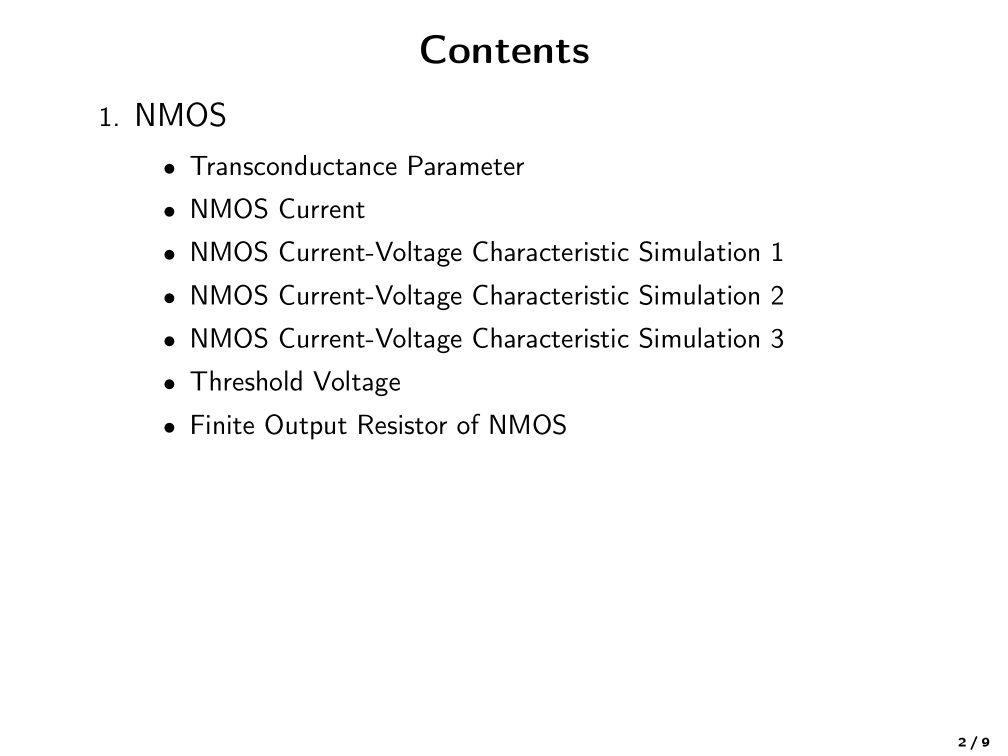 Contents
1. NMOS
• Transconductance Parameter
• NMOS Current
• NMOS Current-Voltage Characteristic Simulation 1
• NMOS Current-Voltage Characteristic Simulation 2
• NMOS Current-Voltage Characteristic Simulation 3
• Threshold Voltage
• Finite Output Resistor of NMOS
2 / 9